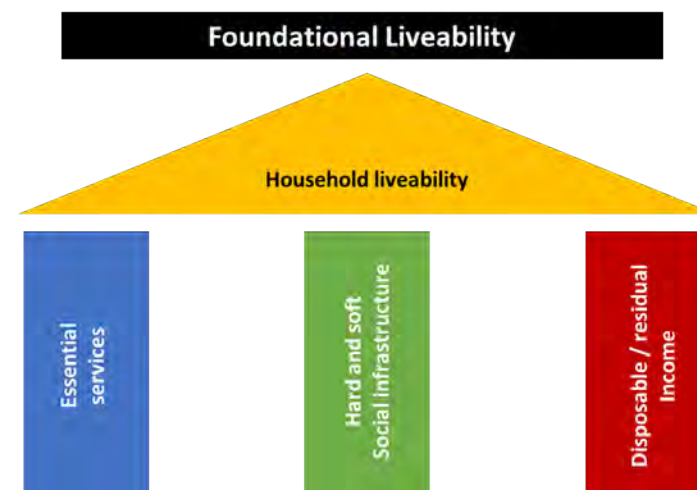 Foundational Liveability
Household liveability
Essential
services
Hard and soft
Social infrastructure
Disposable / residual
Income